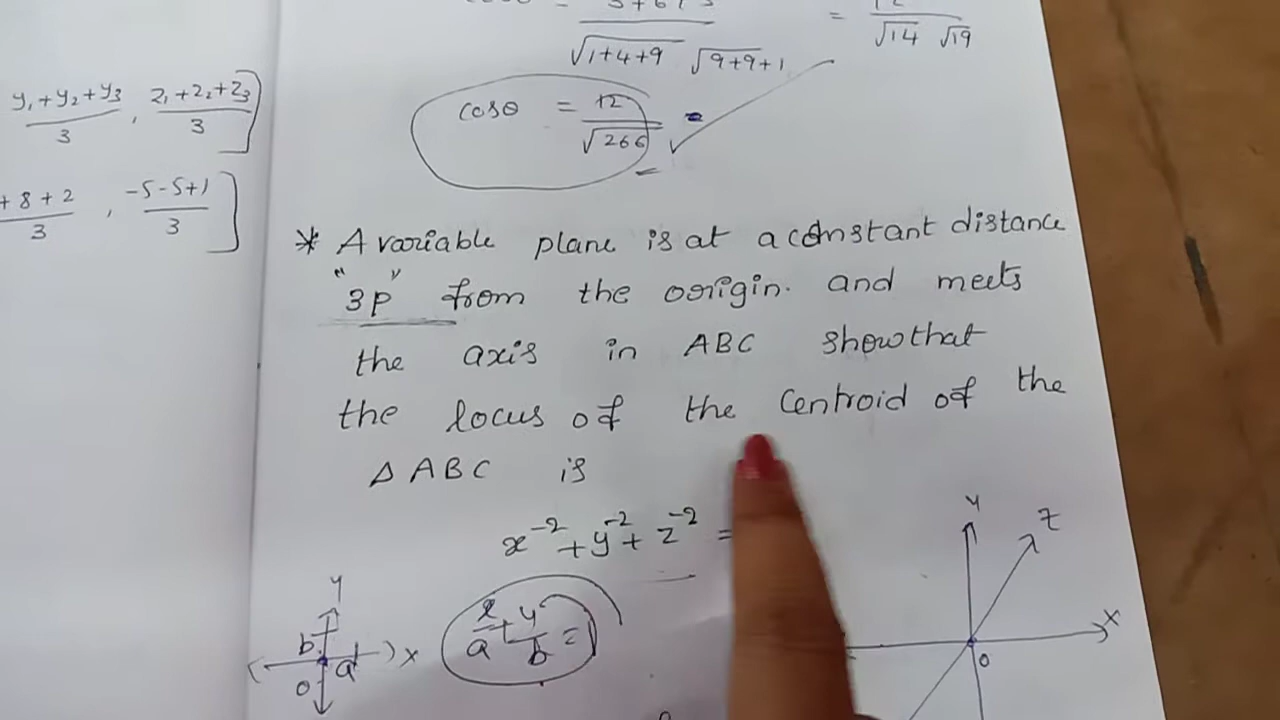 y₁+y₂+y₃ / 3 , z₁+z₂+z₃ / 3 ]
+ 8 + 2 / 3 , -5-5+1 / 3 ]
√1+4+9 √9+9+1 = √14 √19
cosθ = 12 / √266
* A variable plane is at a constant distance
"3p" from the origin. and meets
the axis in ABC show that
the locus of the centroid of the
Δ ABC is
x⁻² + y⁻² + z⁻² =
x/a + y/b = 1
y
b
a
x
o
y
z
x
o